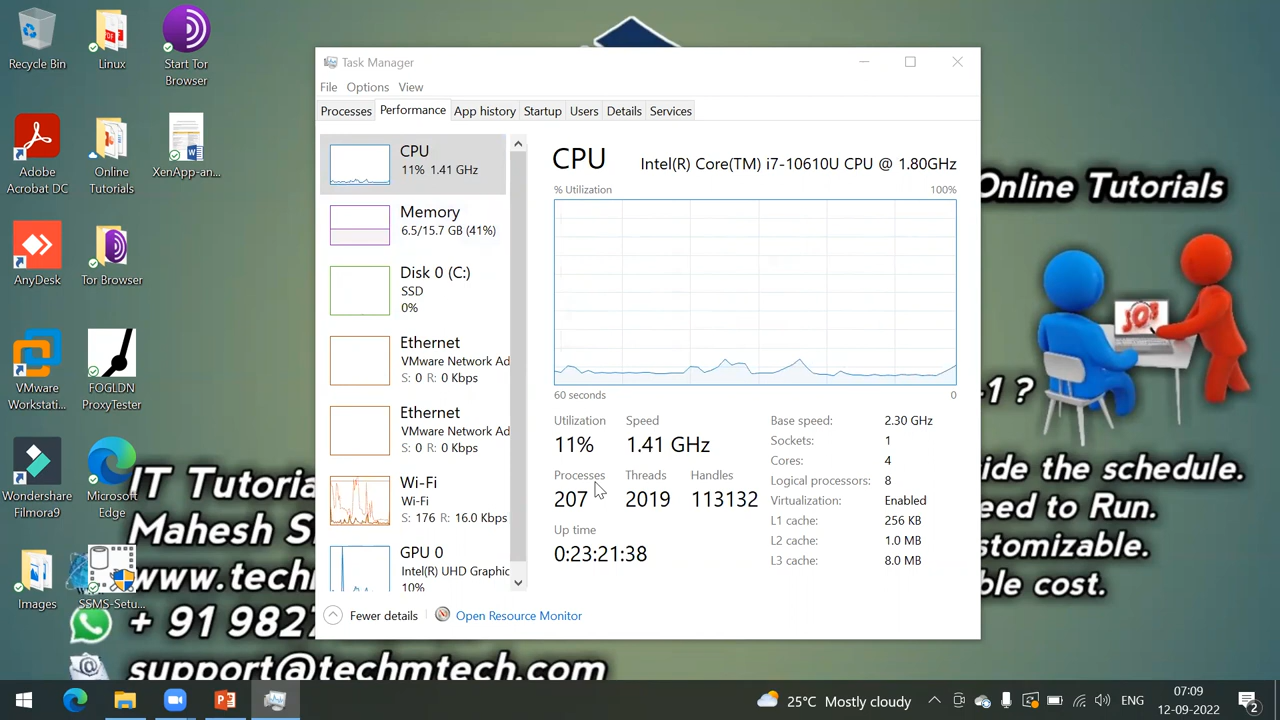 Recycle Bin
Linux
Start Tor
Browser
Adobe
Acrobat DC
Online
Tutorials
XenApp-an...
AnyDesk
Tor Browser
VMware
Workstati...
FOGLDN
ProxyTester
Wondershare
Filmora9
Microsoft
Edge
Images
SSMS-Setu...
Task Manager
File Options View
Processes Performance App history Startup Users Details Services
CPU
11% 1.41 GHz
Memory
6.5/15.7 GB (41%)
Disk 0 (C:)
SSD
0%
Ethernet
VMware Network Ad
S: 0 R: 0 Kbps
Ethernet
VMware Network Ad
S: 0 R: 0 Kbps
Wi-Fi
Wi-Fi
S: 176 R: 16.0 Kbps
GPU 0
Intel(R) UHD Graphic
10%
CPU Intel(R) Core(TM) i7-10610U CPU @ 1.80GHz
% Utilization 100%
60 seconds 0
Utilization Speed
11% 1.41 GHz
Processes Threads Handles
207 2019 113132
Up time
0:23:21:38
Base speed: 2.30 GHz
Sockets: 1
Cores: 4
Logical processors: 8
Virtualization: Enabled
L1 cache: 256 KB
L2 cache: 1.0 MB
L3 cache: 8.0 MB
Fewer details Open Resource Monitor
Online Tutorials
JOB
-1 ?
ide the schedule.
eed to Run.
stomizable.
ble cost.
IT Tutoria
Mahesh S
www.tech
+ 91 982
support@techmtech.com
25°C Mostly cloudy
ENG
07:09
12-09-2022
2